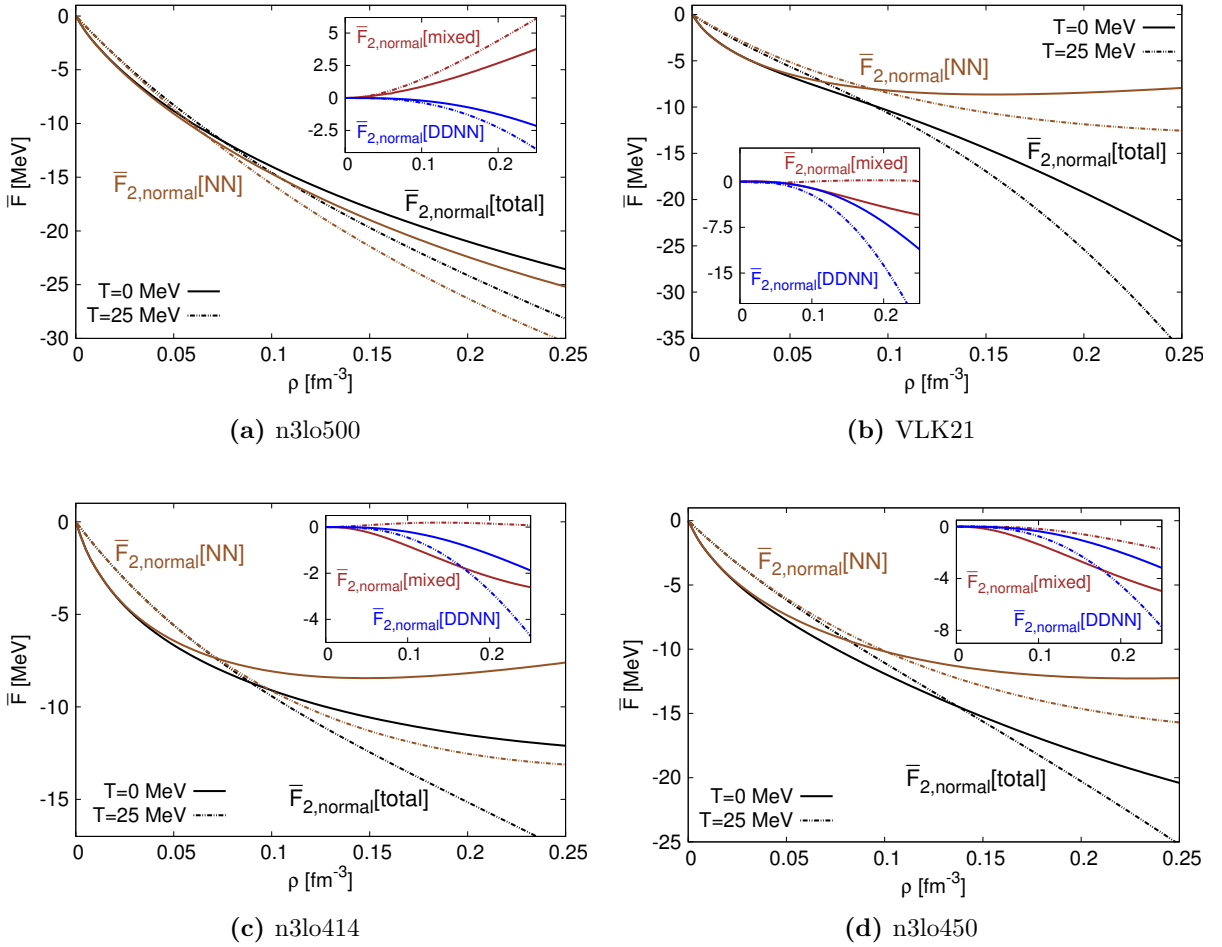 0
-5
-10
-15
-20
-25
-30
F̅ [MeV]
F̅2,normal[mixed]
5
2.5
0
-2.5
F̅2,normal[DDNN]
0 0.1 0.2
F̅2,normal[NN]
F̅2,normal[total]
T=0 MeV
T=25 MeV
0 0.05 0.1 0.15 0.2 0.25
ρ [fm-3]
(a) n3lo500
0
-5
-10
-15
-20
-25
-30
-35
F̅ [MeV]
T=0 MeV
T=25 MeV
F̅2,normal[NN]
F̅2,normal[total]
F̅2,normal[mixed]
0
-7.5
-15
F̅2,normal[DDNN]
0 0.1 0.2
0 0.05 0.1 0.15 0.2 0.25
ρ [fm-3]
(b) VLK21
0
-5
-10
-15
F̅ [MeV]
F̅2,normal[NN]
0
-2
-4
F̅2,normal[mixed]
F̅2,normal[DDNN]
0 0.1 0.2
T=0 MeV
T=25 MeV
F̅2,normal[total]
0 0.05 0.1 0.15 0.2 0.25
ρ [fm-3]
(c) n3lo414
0
-5
-10
-15
-20
-25
F̅ [MeV]
F̅2,normal[NN]
0
-4
-8
F̅2,normal[mixed]
F̅2,normal[DDNN]
0 0.1 0.2
F̅2,normal[total]
T=0 MeV
T=25 MeV
0 0.05 0.1 0.15 0.2 0.25
ρ [fm-3]
(d) n3lo450